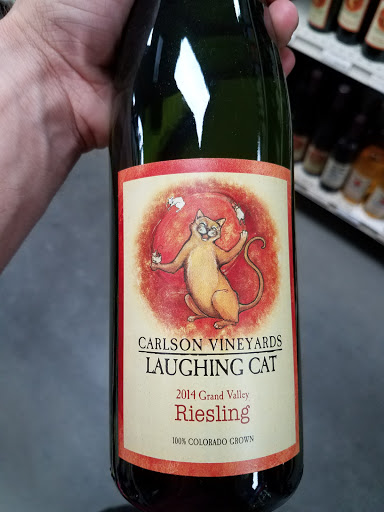 CARLSON VINEYARDS
LAUGHING CAT
2014 Grand Valley
Riesling
100% COLORADO GROWN